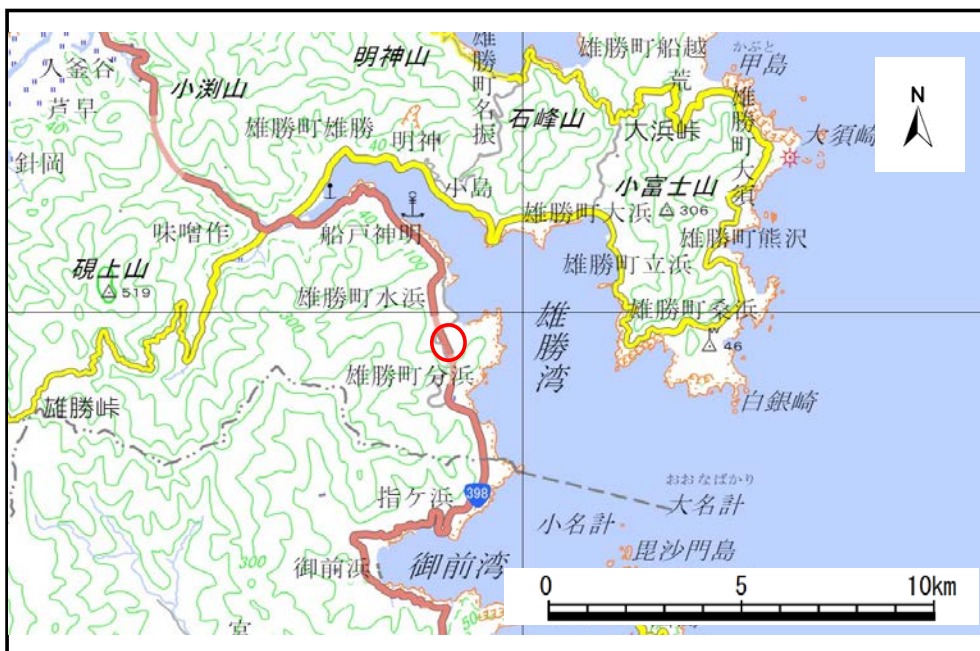 明神山
雄勝町名振
雄勝町船越
荒
かぶと
甲島
N
入釜谷
芦早
小渕山
雄勝町雄勝
明神
石峰山
大浜峠
雄勝町大須
大須崎
針岡
小島
小富士山
306
雄勝町大浜
味噌作
船戸神明
雄勝町熊沢
硯上山
519
雄勝町立浜
雄勝町水浜
300
雄勝町桑浜
46
雄勝湾
雄勝町分浜
白銀崎
雄勝峠
おおなばかり
大名計
指ケ浜
398
小名計
毘沙門島
300
御前浜
御前湾
0 5 10km